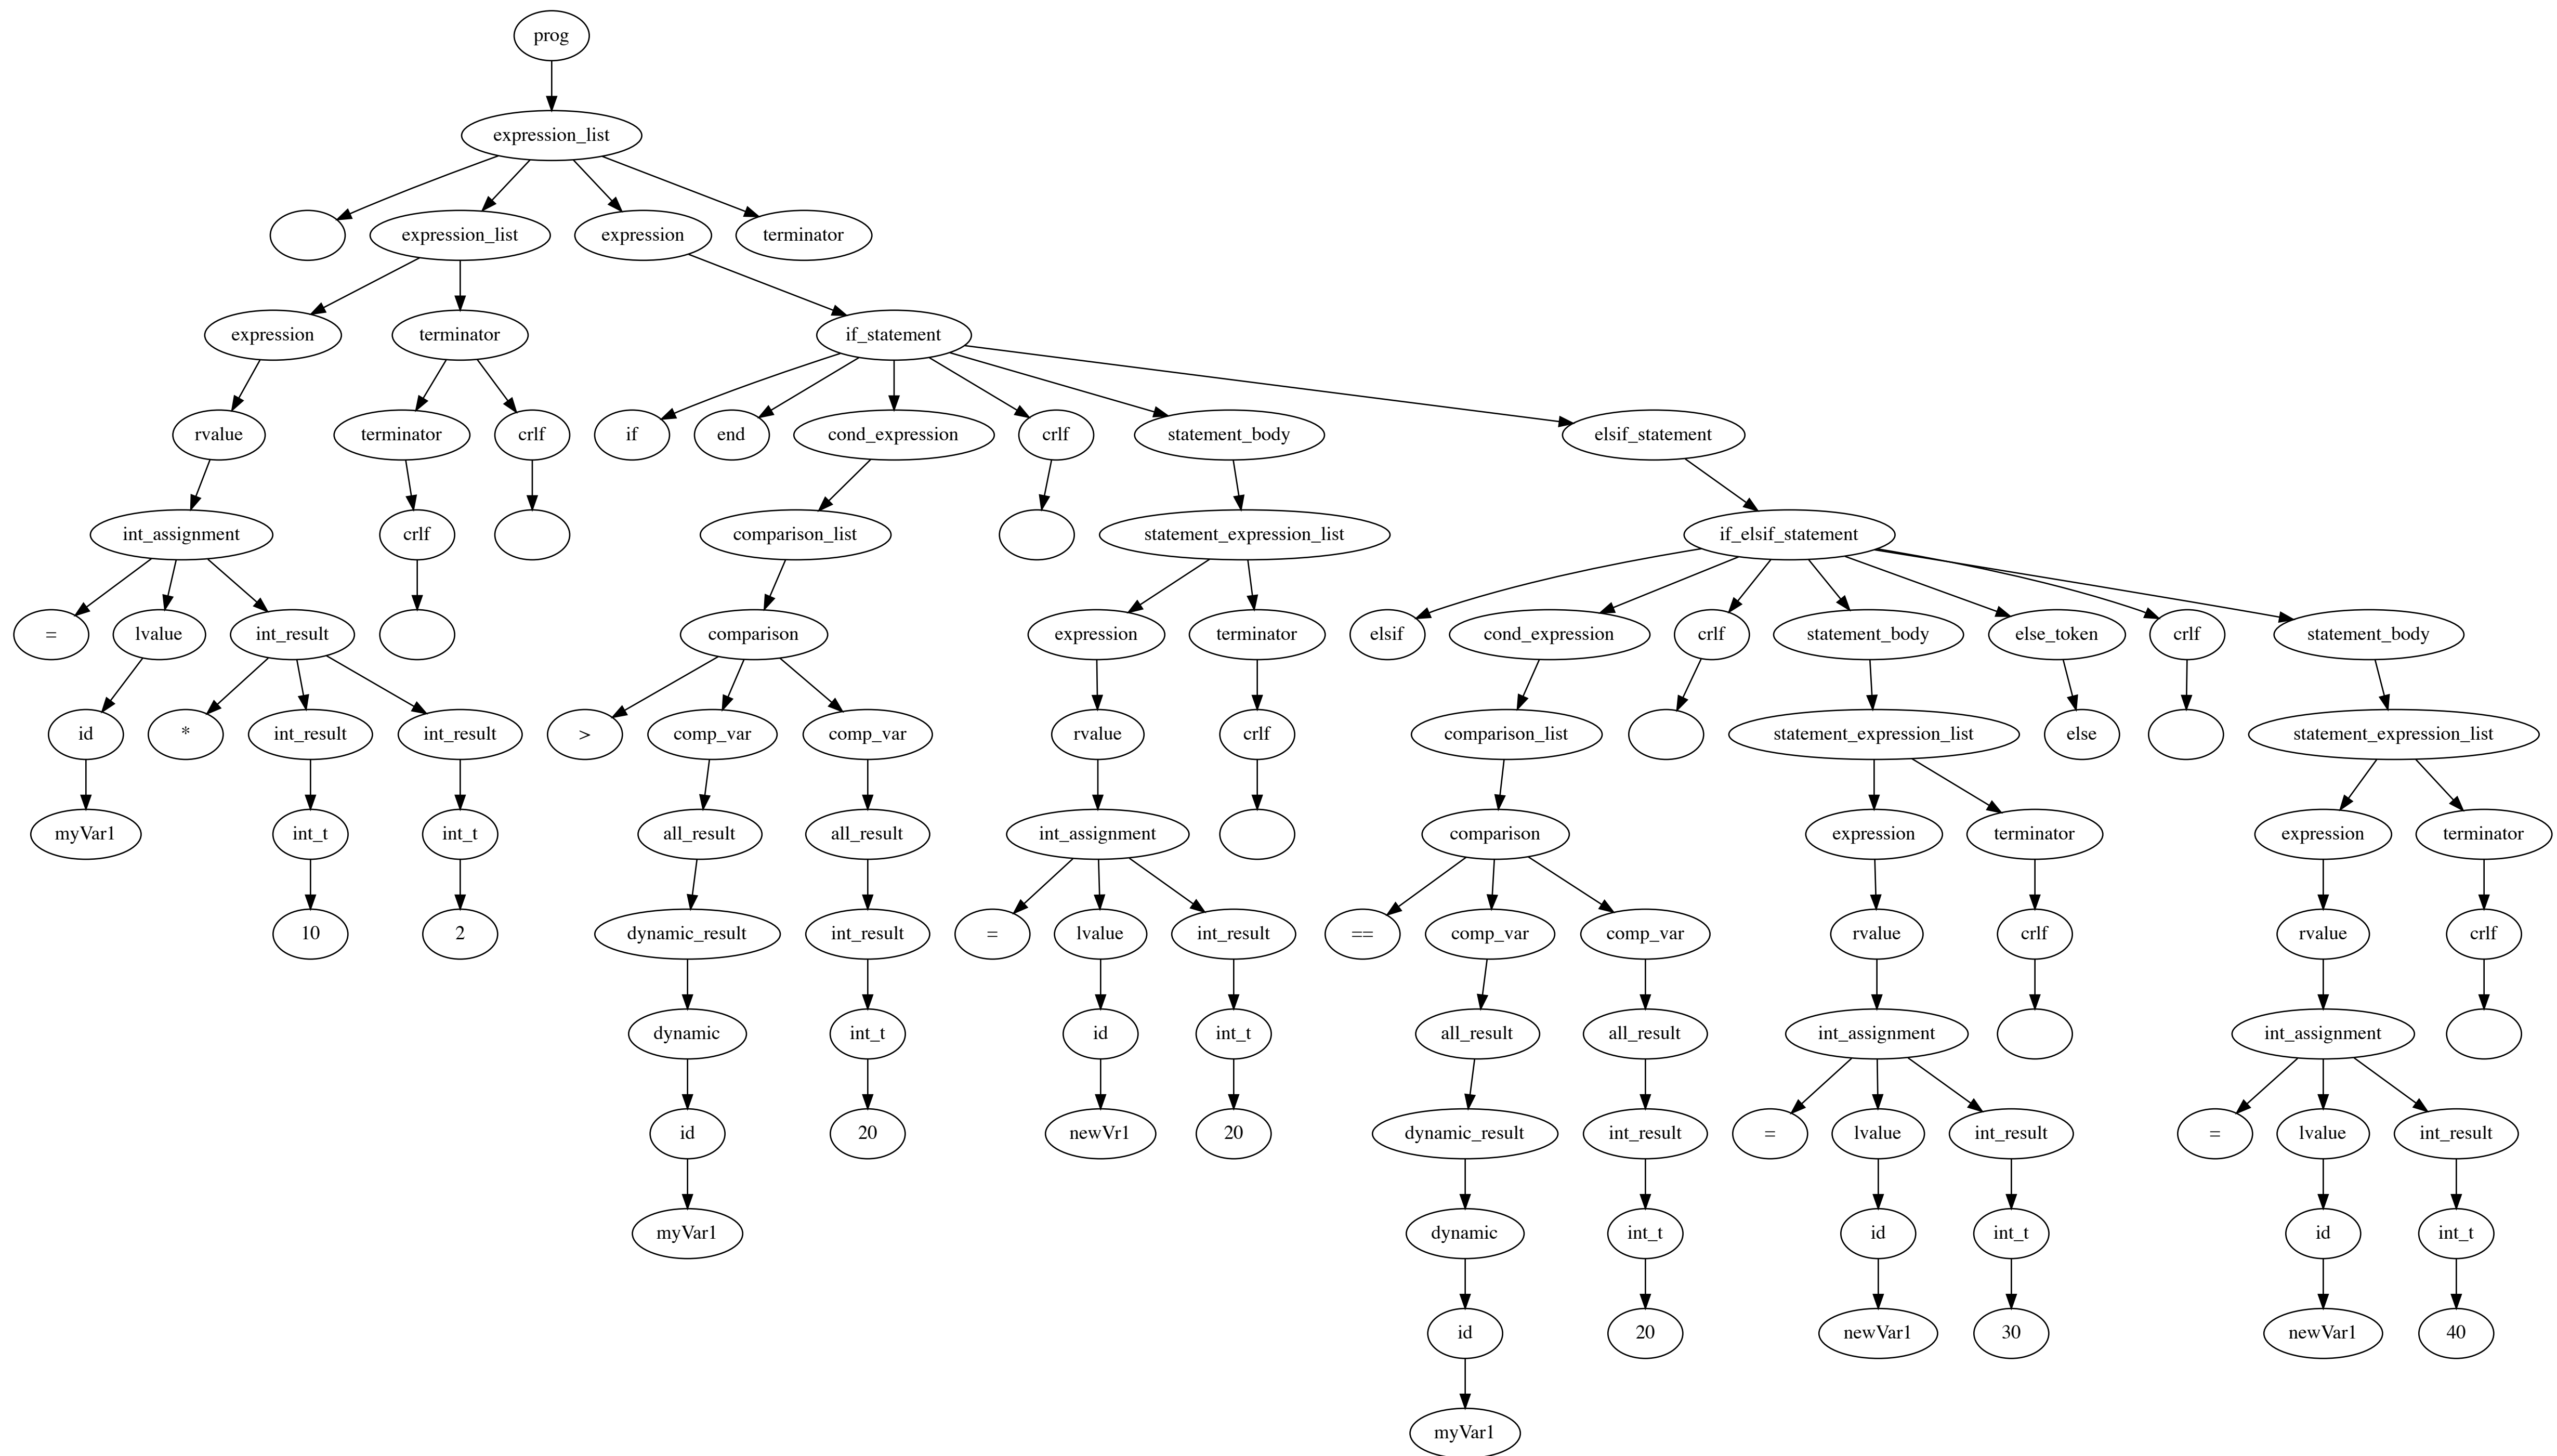 prog
expression_list
expression_list expression terminator
expression terminator if_statement
rvalue terminator crlf if end cond_expression crlf statement_body elsif_statement
int_assignment crlf comparison_list statement_expression_list if_elsif_statement
= lvalue int_result comparison expression terminator elsif cond_expression crlf statement_body else_token crlf statement_body
id * int_result int_result > comp_var comp_var rvalue crlf comparison_list statement_expression_list else statement_expression_list
myVar1 int_t int_t all_result all_result int_assignment comparison expression terminator expression terminator
10 2 dynamic_result int_result = lvalue int_result == comp_var comp_var rvalue crlf rvalue crlf
dynamic int_t id int_t all_result all_result int_assignment int_assignment
id 20 newVr1 20 dynamic_result int_result = lvalue int_result = lvalue int_result
myVar1 dynamic int_t id int_t id int_t
id 20 newVar1 30 newVar1 40
myVar1